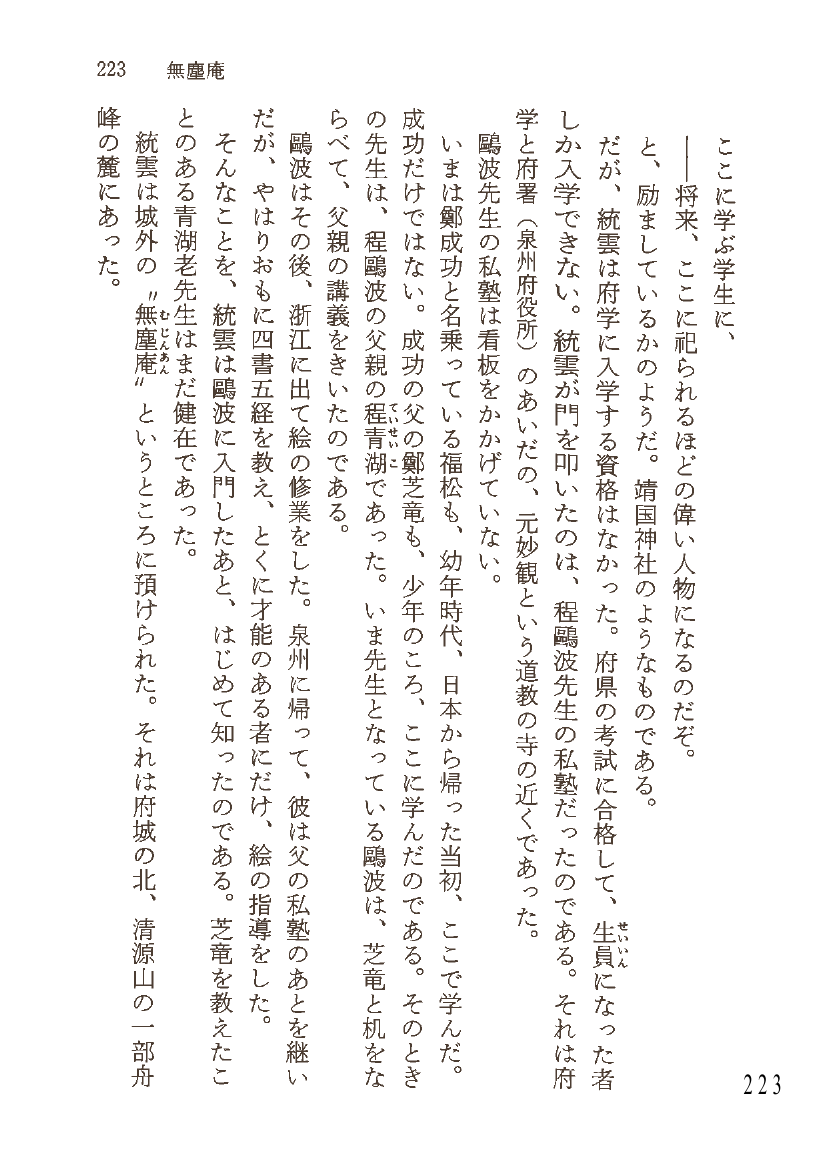 223 無塵庵
ここに学ぶ学生に、
――将来、ここに祀られるほどの偉い人物になるのだぞ。
と、励ましているかのようだ。靖国神社のようなものである。
だが、統雲は府学に入学する資格はなかった。府県の考試に合格して、生員になった者
せいいん
しか入学できない。統雲が門を叩いたのは、程鷗波先生の私塾だったのである。それは府
学と府署（泉州府役所）のあいだの、元妙観という道教の寺の近くであった。
鷗波先生の私塾は看板をかかげていない。
いまは鄭成功と名乗っている福松も、幼年時代、日本から帰った当初、ここで学んだ。
成功だけではない。成功の父の鄭芝竜も、少年のころ、ここに学んだのである。そのとき
の先生は、程鷗波の父親の程青湖であった。いま先生となっている鷗波は、芝竜と机をな
ていせいこ
らべて、父親の講義をきいたのである。
鷗波はその後、浙江に出て絵の修業をした。泉州に帰って、彼は父の私塾のあとを継い
だが、やはりおもに四書五経を教え、とくに才能のある者にだけ、絵の指導をした。
そんなことを、統雲は鷗波に入門したあと、はじめて知ったのである。芝竜を教えたこ
とのある青湖老先生はまだ健在であった。
統雲は城外の〝無塵庵〟というところに預けられた。それは府城の北、清源山の一部舟
むじんあん
峰の麓にあった。
223